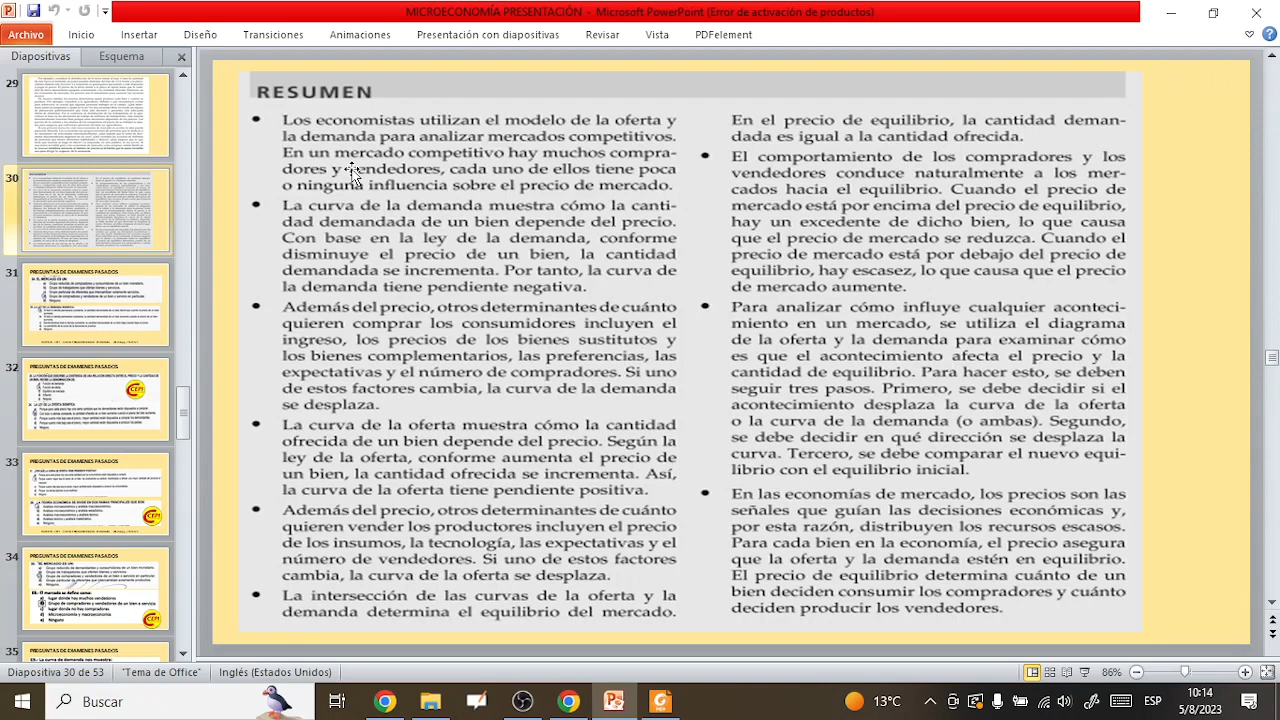 MICROECONOMÍA PRESENTACIÓN - Microsoft PowerPoint (Error de activación de productos)
Archivo Inicio Insertar Diseño Transiciones Animaciones Presentación con diapositivas Revisar Vista PDFelement
Diapositivas Esquema
29
30
31
PREGUNTAS DE EXAMENES PASADOS
32
33
PREGUNTAS DE EXAMENES PASADOS
34
PREGUNTAS DE EXAMENES PASADOS
35
PREGUNTAS DE EXAMENES PASADOS
RESUMEN
Los economistas utilizan el modelo de la oferta y
la demanda para analizar mercados competitivos.
En un mercado competitivo hay muchos compra-
dores y vendedores, cada uno de ellos tiene poca
o ninguna influencia sobre el precio de mercado.
La curva de la demanda muestra cómo la canti-
dad demandada de un bien depende del precio.
Con base en la ley de la demanda, conforme
disminuye el precio de un bien, la cantidad
demandada se incrementa. Por tanto, la curva de
la demanda tiene pendiente negativa.
Además del precio, otros determinantes de cuánto
quieren comprar los consumidores incluyen el
ingreso, los precios de los bienes sustitutos y
los bienes complementarios, las preferencias, las
expectativas y el número de compradores. Si uno
de estos factores cambia, la curva de la demanda
se desplaza.
La curva de la oferta muestra cómo la cantidad
ofrecida de un bien depende del precio. Según la
ley de la oferta, conforme aumenta el precio de
un bien, la cantidad ofrecida se incrementa. Así,
la curva de la oferta tiene pendiente positiva.
Además del precio, otros determinantes de cuánto
quieren vender los productores incluyen el precio
de los insumos, la tecnología, las expectativas y el
número de vendedores. Si uno de estos factores
cambia, la curva de la oferta se desplaza.
La intersección de las curvas de la oferta y la
demanda determina el equilibrio del mercado.
En el precio de equilibrio, la cantidad deman-
dada es igual a la cantidad ofrecida.
El comportamiento de los compradores y los
vendedores conduce naturalmente a los mer-
cados hacia el equilibrio. Cuando el precio de
mercado está por encima del precio de equilibrio,
hay un excedente de dicho bien, lo que causa
que el precio de mercado se reduzca. Cuando el
precio de mercado está por debajo del precio de
equilibrio, hay escasez, lo que causa que el precio
de mercado aumente.
Para analizar cómo influye cualquier aconteci-
miento en un mercado, se utiliza el diagrama
de la oferta y la demanda para examinar cómo
es que el acontecimiento afecta el precio y la
cantidad de equilibrio. Para hacer esto, se deben
seguir tres pasos. Primero, se debe decidir si el
acontecimiento desplaza la curva de la oferta
o la curva de la demanda (o ambas). Segundo,
se debe decidir en qué dirección se desplaza la
curva. Tercero, se debe comparar el nuevo equi-
librio con el equilibrio inicial.
En las economías de mercado, los precios son las
señales que guían las decisiones económicas y,
por esta razón, distribuyen los recursos escasos.
Para cada bien en la economía, el precio asegura
que la oferta y la demanda estén en equilibrio.
El precio de equilibrio determina cuánto de un
bien deciden consumir los compradores y cuánto
deciden producir los vendedores.
Diapositiva 30 de 53 "Tema de Office" Inglés (Estados Unidos) 86%
Buscar 13°C ESP 10:14
5/8/2023